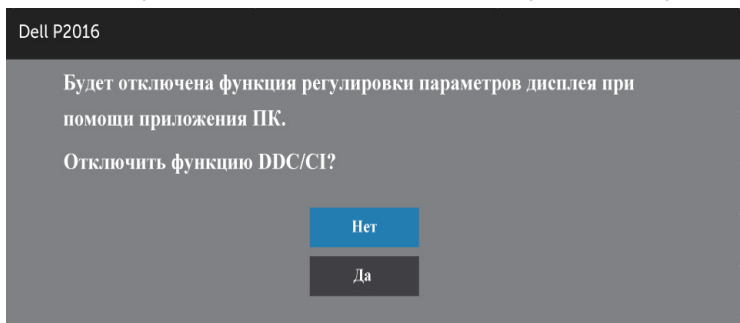 Dell P2016
Будет отключена функция регулировки параметров дисплея при
помощи приложения ПК.
Отключить функцию DDC/CI?
Нет
Да